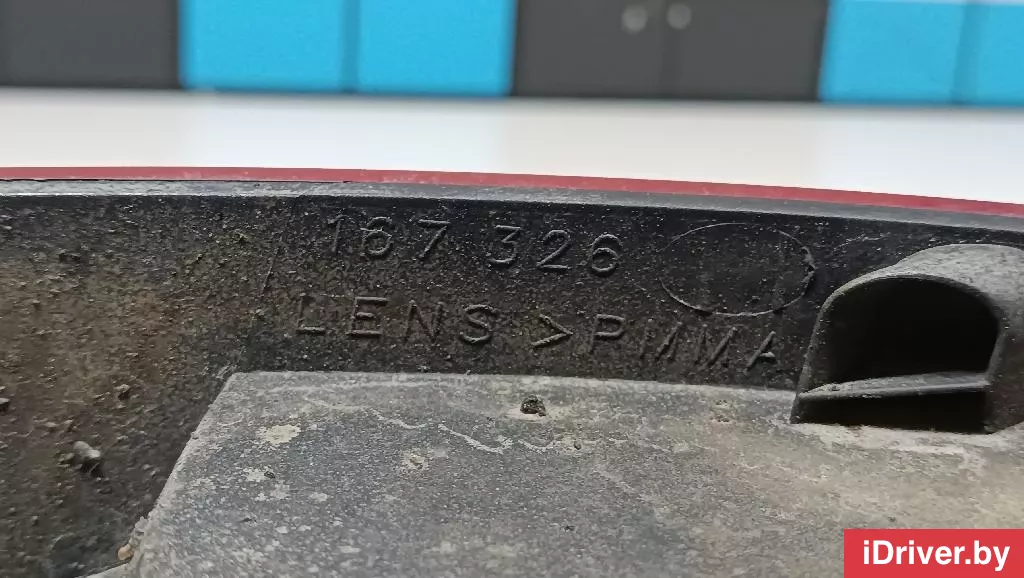 167 326
LENS >PMMA
iDriver.by